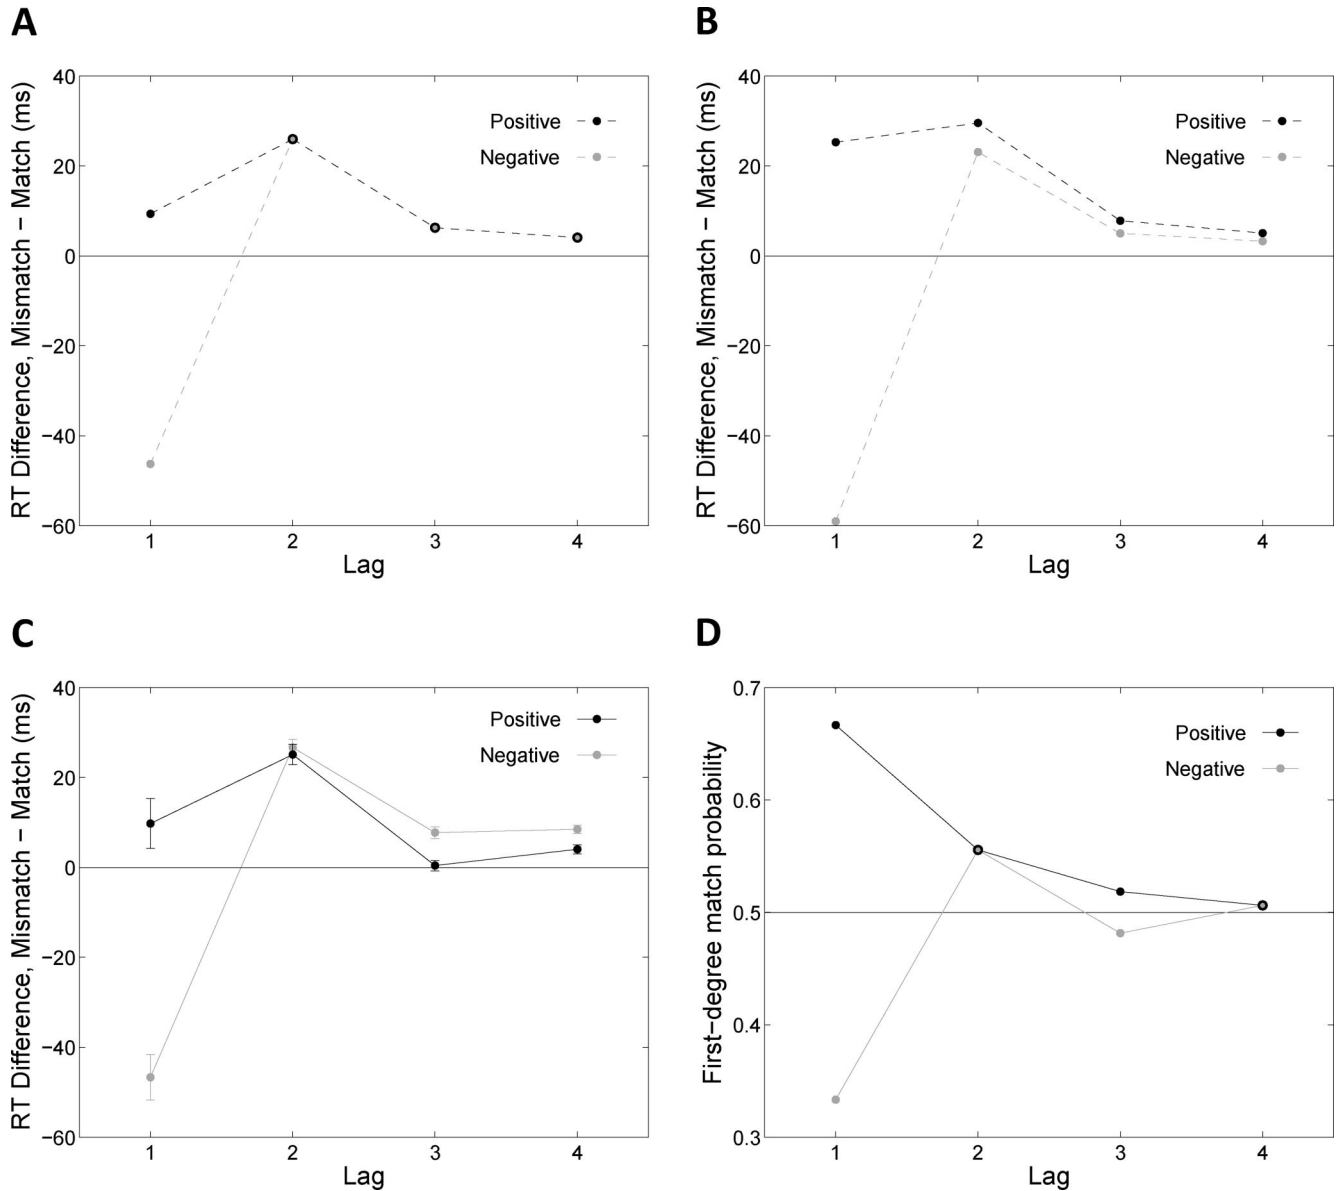 A
RT Difference, Mismatch − Match (ms)
40
20
0
−20
−40
−60
Positive
Negative
1 2 3 4
Lag
B
RT Difference, Mismatch − Match (ms)
40
20
0
−20
−40
−60
Positive
Negative
1 2 3 4
Lag
C
RT Difference, Mismatch − Match (ms)
40
20
0
−20
−40
−60
Positive
Negative
1 2 3 4
Lag
D
First−degree match probability
0.7
0.6
0.5
0.4
0.3
Positive
Negative
1 2 3 4
Lag